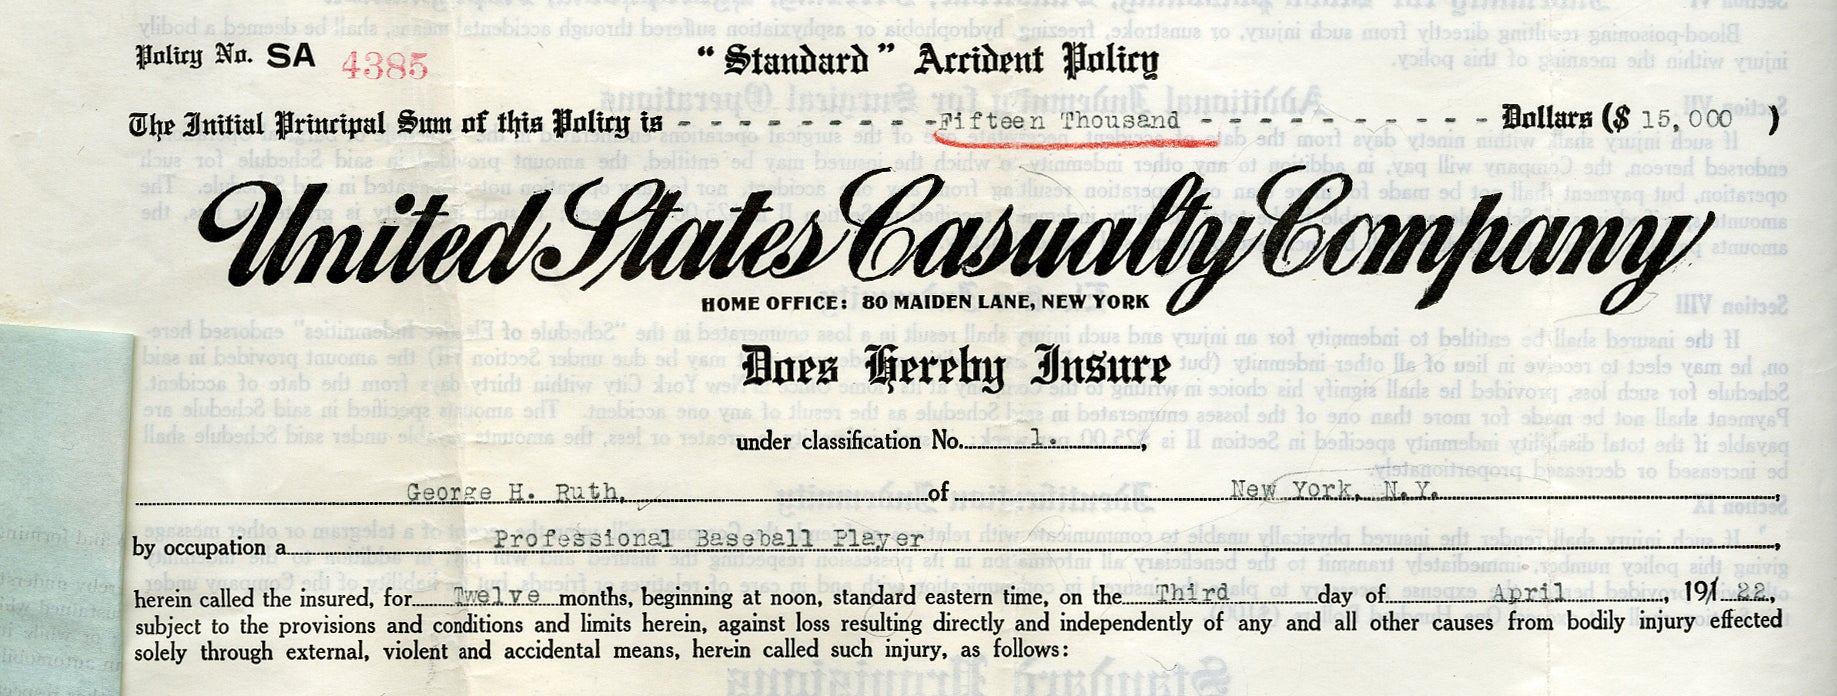 Policy No. SA 4385 "Standard" Accident Policy
The Initial Principal Sum of this Policy is - - - - - - - - - -Fifteen Thousand - - - - - - - - - - - Dollars ($ 15,000 )
United States Casualty Company
HOME OFFICE: 80 MAIDEN LANE, NEW YORK
Does Hereby Insure
under classification No. 1.,
George H. Ruth, of New York, N.Y.,
by occupation a Professional Baseball Player,
herein called the insured, for Twelve months, beginning at noon, standard eastern time, on the Third day of April, 191 22,
subject to the provisions and conditions and limits herein, against loss resulting directly and independently of any and all other causes from bodily injury effected
solely through external, violent and accidental means, herein called such injury, as follows: